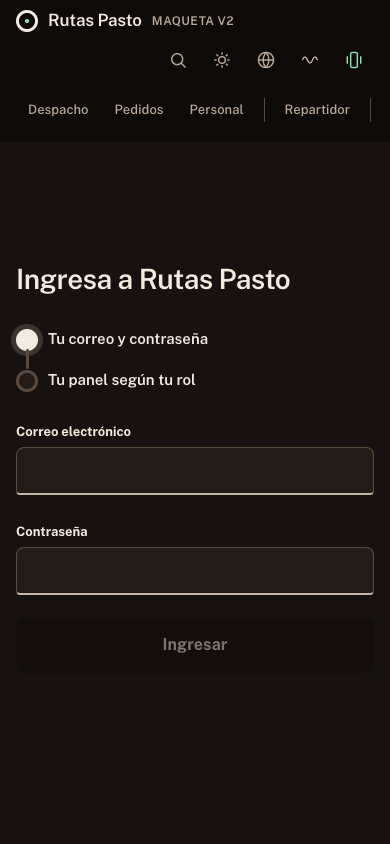 Rutas Pasto MAQUETA V2
Despacho Pedidos Personal Repartidor
Ingresa a Rutas Pasto
Tu correo y contraseña
Tu panel según tu rol
Correo electrónico
Contraseña
Ingresar